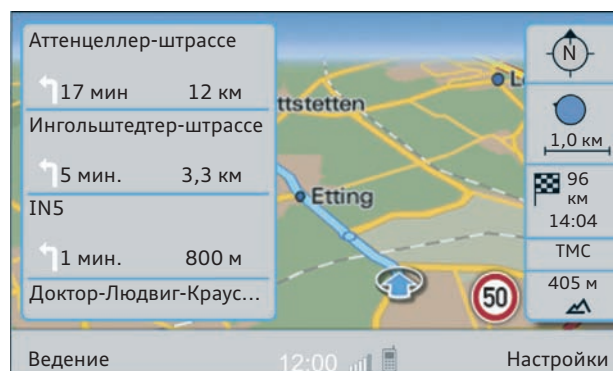 Аттенцеллер-штрассе
17 мин 12 км
Ингольштедтер-штрассе
5 мин. 3,3 км
IN5
1 мин. 800 м
Доктор-Людвиг-Краус...
ttstetten
Etting
50
N
1,0 км
96
км
14:04
ТМС
405 м
Ведение
12:00
Настройки